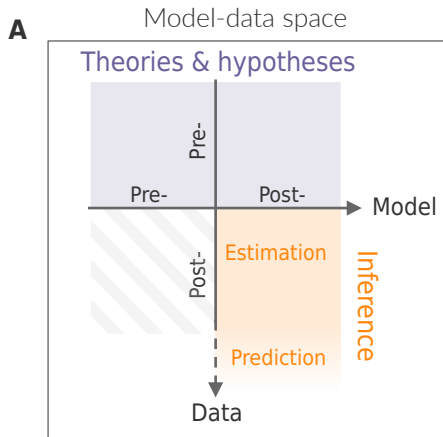 A
Model-data space
Theories & hypotheses
Pre-
Pre-
Post-
Model
Post-
Estimation
Inference
Prediction
Data